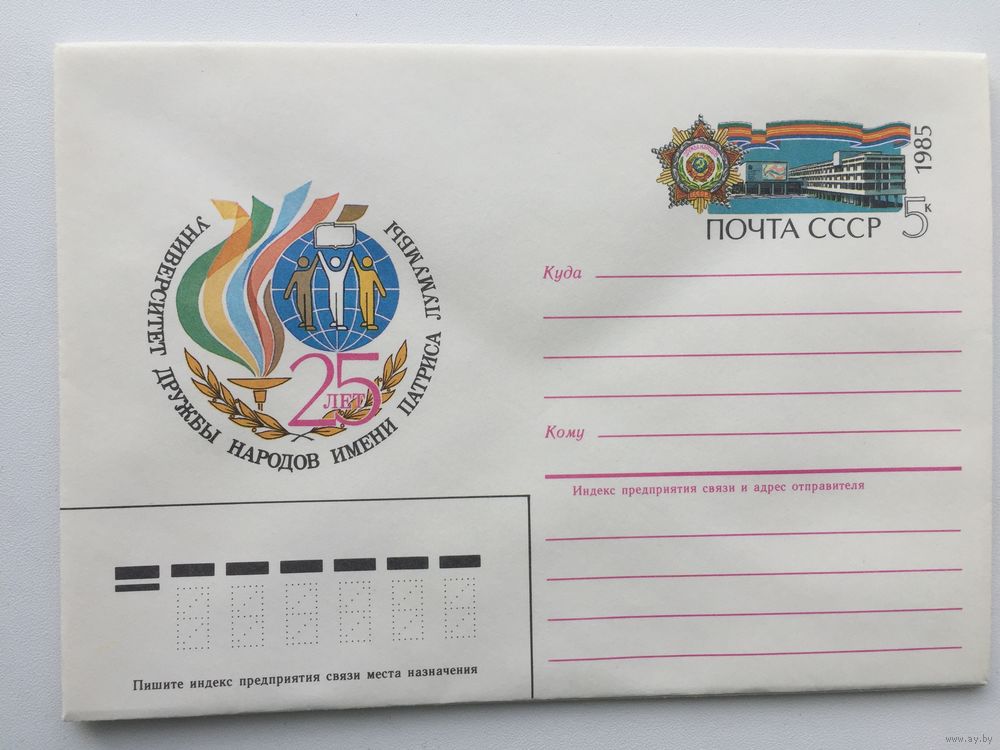 1985
ПОЧТА СССР 5 к
УНИВЕРСИТЕТ ДРУЖБЫ НАРОДОВ ИМЕНИ ПАТРИСА ЛУМУМБЫ
25
ЛЕТ
Куда
Кому
Индекс предприятия связи и адрес отправителя
Пишите индекс предприятия связи места назначения
www.ay.by